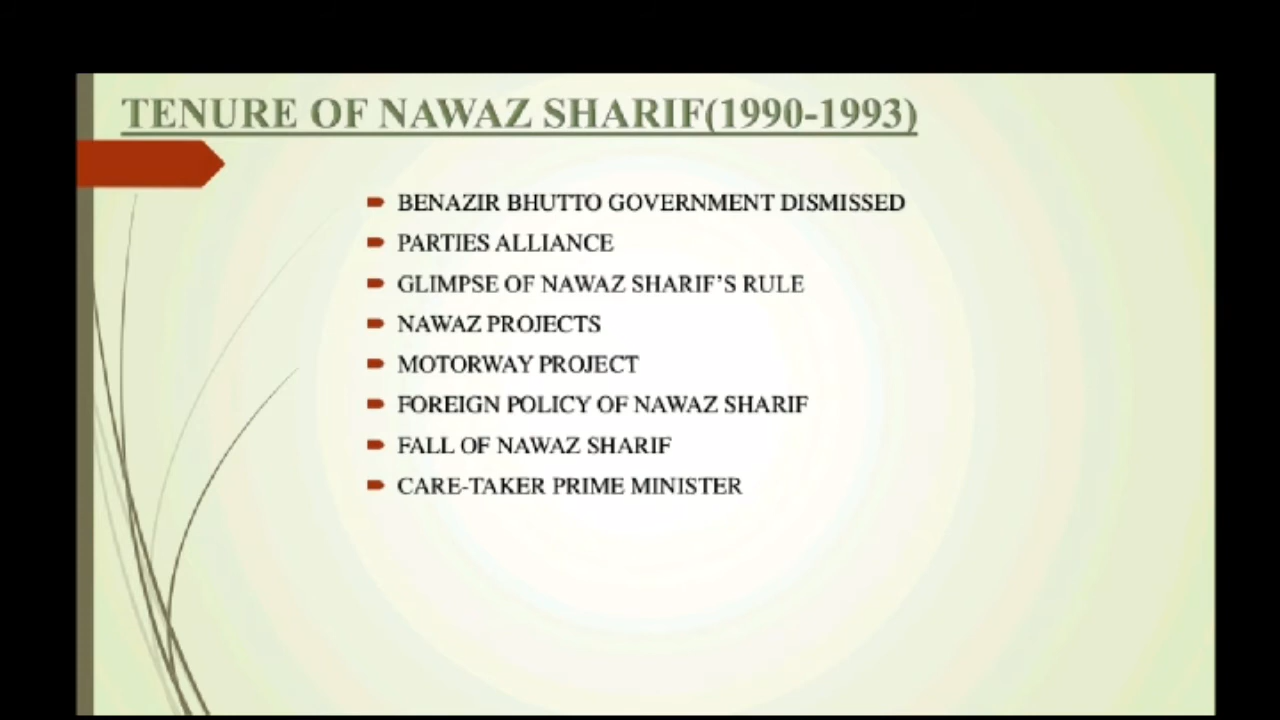 TENURE OF NAWAZ SHARIF(1990-1993)
BENAZIR BHUTTO GOVERNMENT DISMISSED
PARTIES ALLIANCE
GLIMPSE OF NAWAZ SHARIF’S RULE
NAWAZ PROJECTS
MOTORWAY PROJECT
FOREIGN POLICY OF NAWAZ SHARIF
FALL OF NAWAZ SHARIF
CARE-TAKER PRIME MINISTER